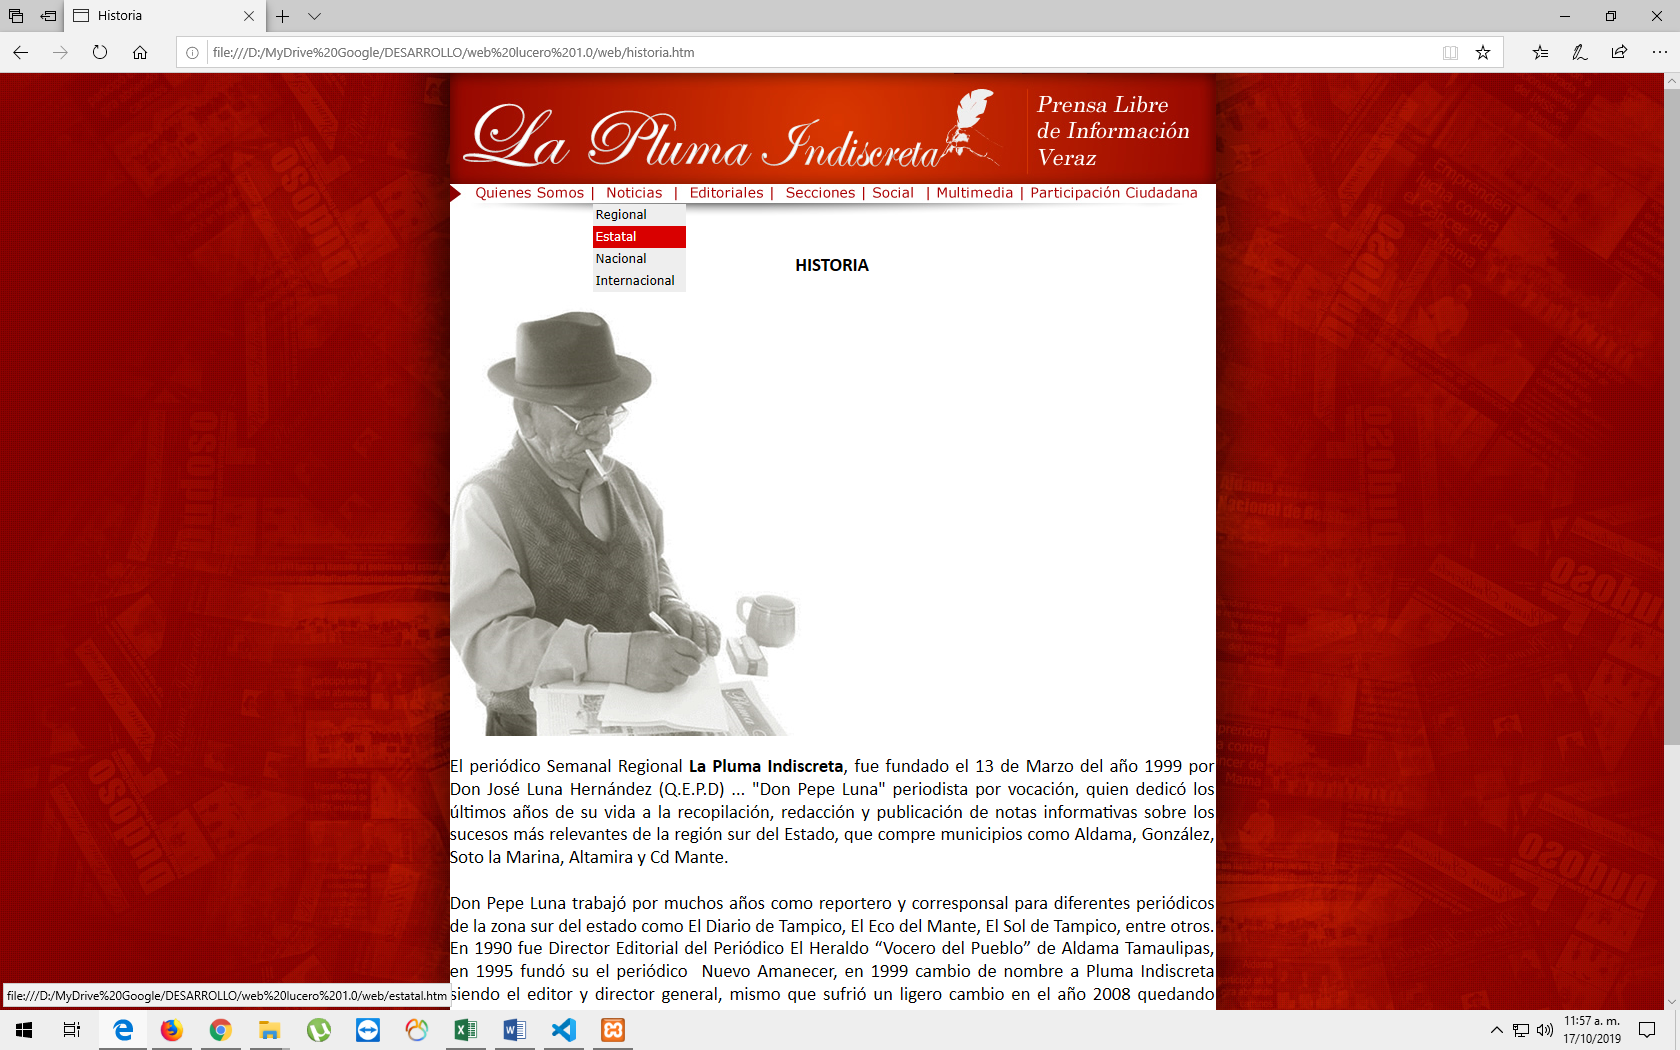 Historia
file:///D:/MyDrive%20Google/DESARROLLO/web%20lucero%201.0/web/historia.htm
La Pluma Indiscreta
Prensa Libre
de Información
Veraz
Quienes Somos | Noticias | Editoriales | Secciones | Social | Multimedia | Participación Ciudadana
Regional
Estatal
Nacional
Internacional
HISTORIA
El periódico Semanal Regional La Pluma Indiscreta, fue fundado el 13 de Marzo del año 1999 por
Don José Luna Hernández (Q.E.P.D) ... "Don Pepe Luna" periodista por vocación, quien dedicó los
últimos años de su vida a la recopilación, redacción y publicación de notas informativas sobre los
sucesos más relevantes de la región sur del Estado, que compre municipios como Aldama, González,
Soto la Marina, Altamira y Cd Mante.
Don Pepe Luna trabajó por muchos años como reportero y corresponsal para diferentes periódicos
de la zona sur del estado como El Diario de Tampico, El Eco del Mante, El Sol de Tampico, entre otros.
En 1990 fue Director Editorial del Periódico El Heraldo “Vocero del Pueblo” de Aldama Tamaulipas,
en 1995 fundó su el periódico Nuevo Amanecer, en 1999 cambio de nombre a Pluma Indiscreta
siendo el editor y director general, mismo que sufrió un ligero cambio en el año 2008 quedando
file:///D:/MyDrive%20Google/DESARROLLO/web%20lucero%201.0/web/estatal.htm
11:57 a. m.
17/10/2019